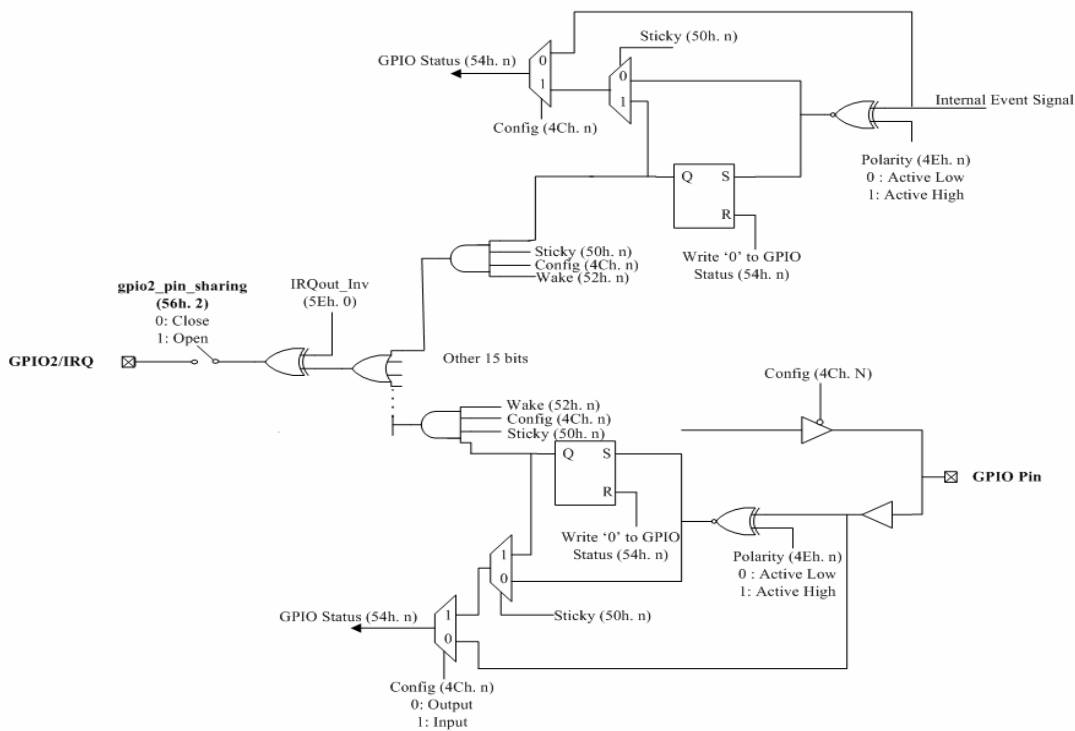 Sticky (50h. n)
GPIO Status (54h. n)
0
1
0
1
Config (4Ch. n)
Internal Event Signal
Polarity (4Eh. n)
0 : Active Low
1: Active High
Q
S
R
Write ‘0’ to GPIO
Status (54h. n)
Sticky (50h. n)
Config (4Ch. n)
Wake (52h. n)
gpio2_pin_sharing
(56h. 2)
0: Close
1: Open
IRQout_Inv
(5Eh. 0)
GPIO2/IRQ
Other 15 bits
Config (4Ch. N)
Wake (52h. n)
Config (4Ch. n)
Sticky (50h. n)
Q
S
R
GPIO Pin
Write ‘0’ to GPIO
Status (54h. n)
Polarity (4Eh. n)
0 : Active Low
1: Active High
1
0
Sticky (50h. n)
GPIO Status (54h. n)
1
0
Config (4Ch. n)
0: Output
1: Input